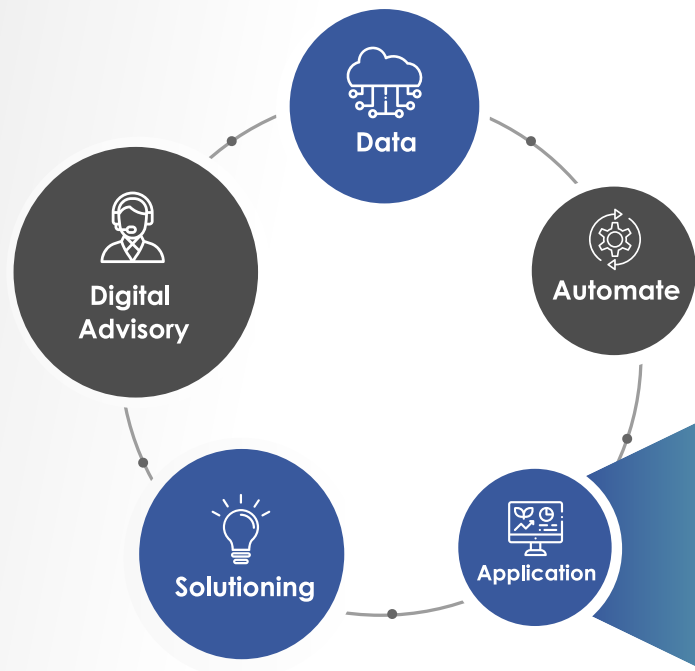 Data
Automate
Digital
Advisory
Application
Solutioning